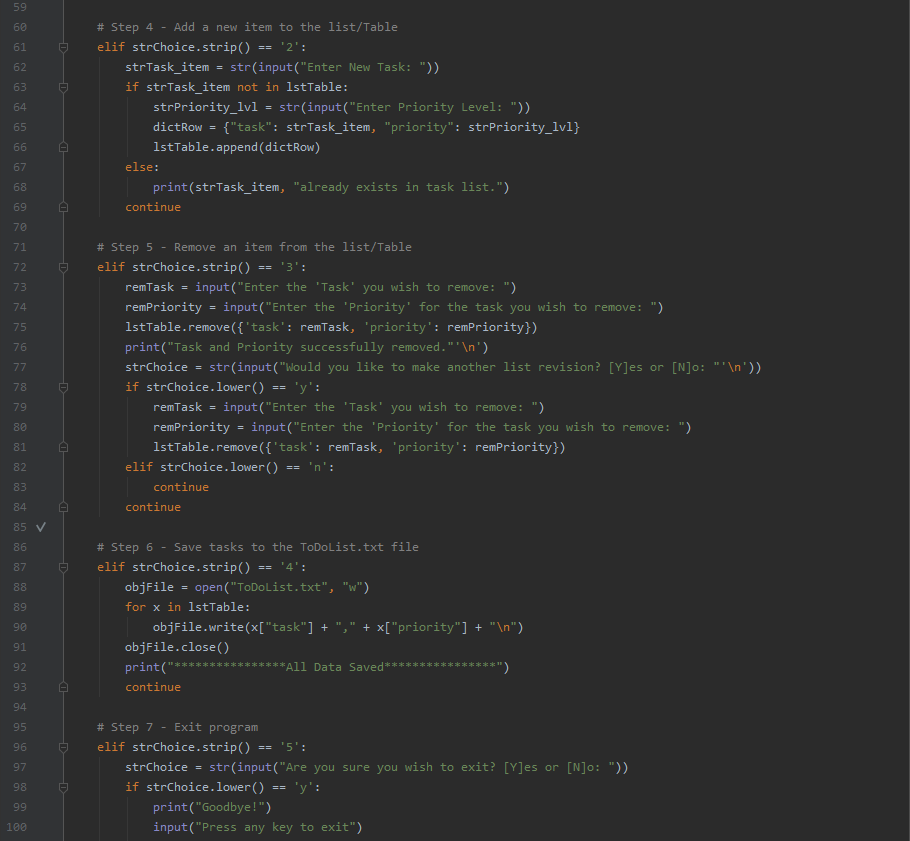 59
60 # Step 4 - Add a new item to the list/Table
61 elif strChoice.strip() == '2':
62 strTask_item = str(input("Enter New Task: "))
63 if strTask_item not in lstTable:
64 strPriority_lvl = str(input("Enter Priority Level: "))
65 dictRow = {"task": strTask_item, "priority": strPriority_lvl}
66 lstTable.append(dictRow)
67 else:
68 print(strTask_item, "already exists in task list.")
69 continue
70
71 # Step 5 - Remove an item from the list/Table
72 elif strChoice.strip() == '3':
73 remTask = input("Enter the 'Task' you wish to remove: ")
74 remPriority = input("Enter the 'Priority' for the task you wish to remove: ")
75 lstTable.remove({'task': remTask, 'priority': remPriority})
76 print("Task and Priority successfully removed."'\n')
77 strChoice = str(input("Would you like to make another list revision? [Y]es or [N]o: "'\n'))
78 if strChoice.lower() == 'y':
79 remTask = input("Enter the 'Task' you wish to remove: ")
80 remPriority = input("Enter the 'Priority' for the task you wish to remove: ")
81 lstTable.remove({'task': remTask, 'priority': remPriority})
82 elif strChoice.lower() == 'n':
83 continue
84 continue
85
86 # Step 6 - Save tasks to the ToDoList.txt file
87 elif strChoice.strip() == '4':
88 objFile = open("ToDoList.txt", "w")
89 for x in lstTable:
90 objFile.write(x["task"] + "," + x["priority"] + "\n")
91 objFile.close()
92 print("****************All Data Saved****************")
93 continue
94
95 # Step 7 - Exit program
96 elif strChoice.strip() == '5':
97 strChoice = str(input("Are you sure you wish to exit? [Y]es or [N]o: "))
98 if strChoice.lower() == 'y':
99 print("Goodbye!")
100 input("Press any key to exit")